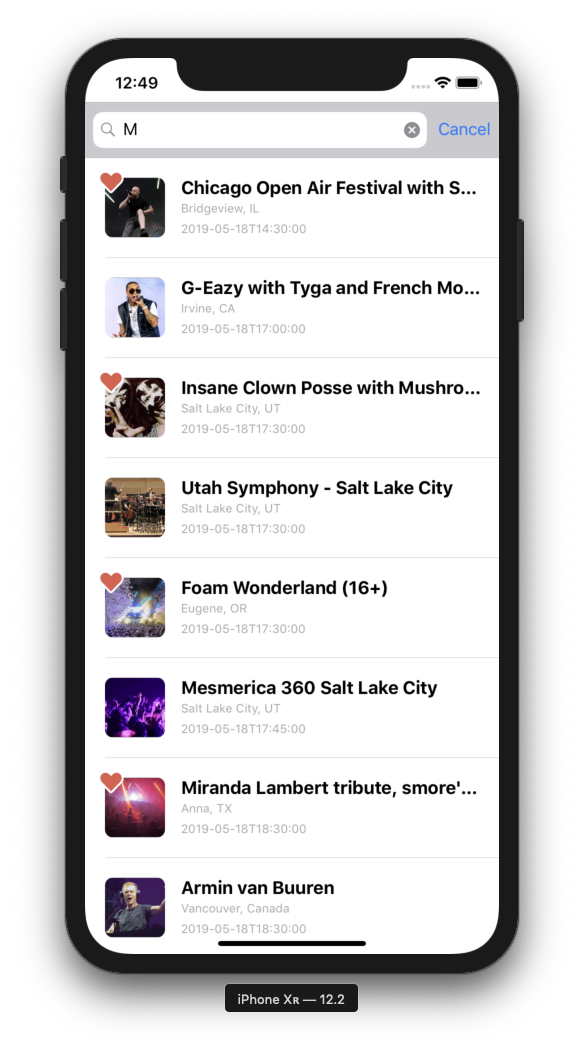 12:49
M
Cancel
Chicago Open Air Festival with S...
Bridgeview, IL
2019-05-18T14:30:00
G-Eazy with Tyga and French Mo...
Irvine, CA
2019-05-18T17:00:00
Insane Clown Posse with Mushro...
Salt Lake City, UT
2019-05-18T17:30:00
Utah Symphony - Salt Lake City
Salt Lake City, UT
2019-05-18T17:30:00
Foam Wonderland (16+)
Eugene, OR
2019-05-18T17:30:00
Mesmerica 360 Salt Lake City
Salt Lake City, UT
2019-05-18T17:45:00
Miranda Lambert tribute, smore'...
Anna, TX
2019-05-18T18:30:00
Armin van Buuren
Vancouver, Canada
2019-05-18T18:30:00
iPhone Xʀ — 12.2